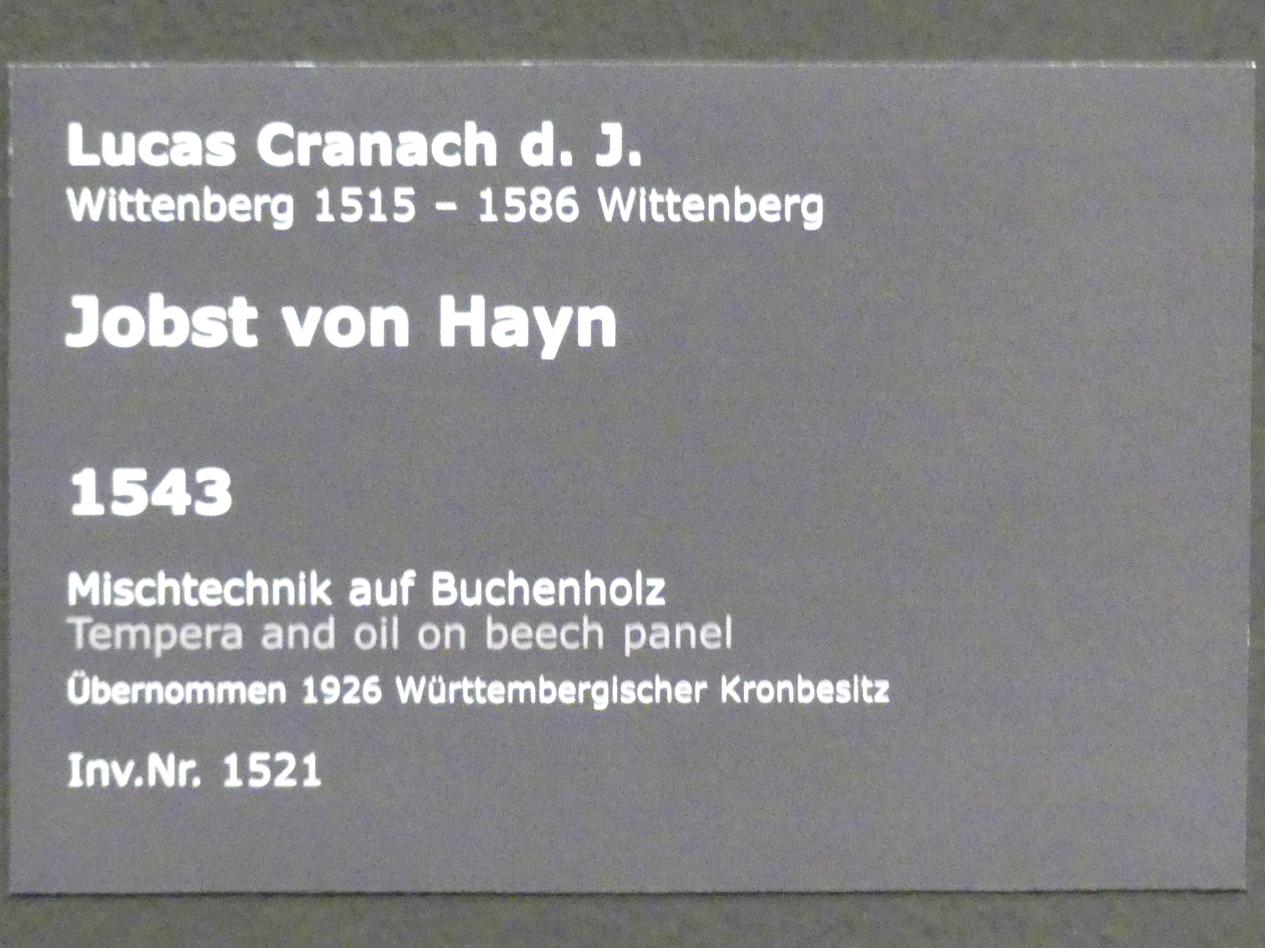 Lucas Cranach d. J.
Wittenberg 1515 – 1586 Wittenberg
Jobst von Hayn
1543
Mischtechnik auf Buchenholz
Tempera and oil on beech panel
Übernommen 1926 Württembergischer Kronbesitz
Inv.Nr. 1521